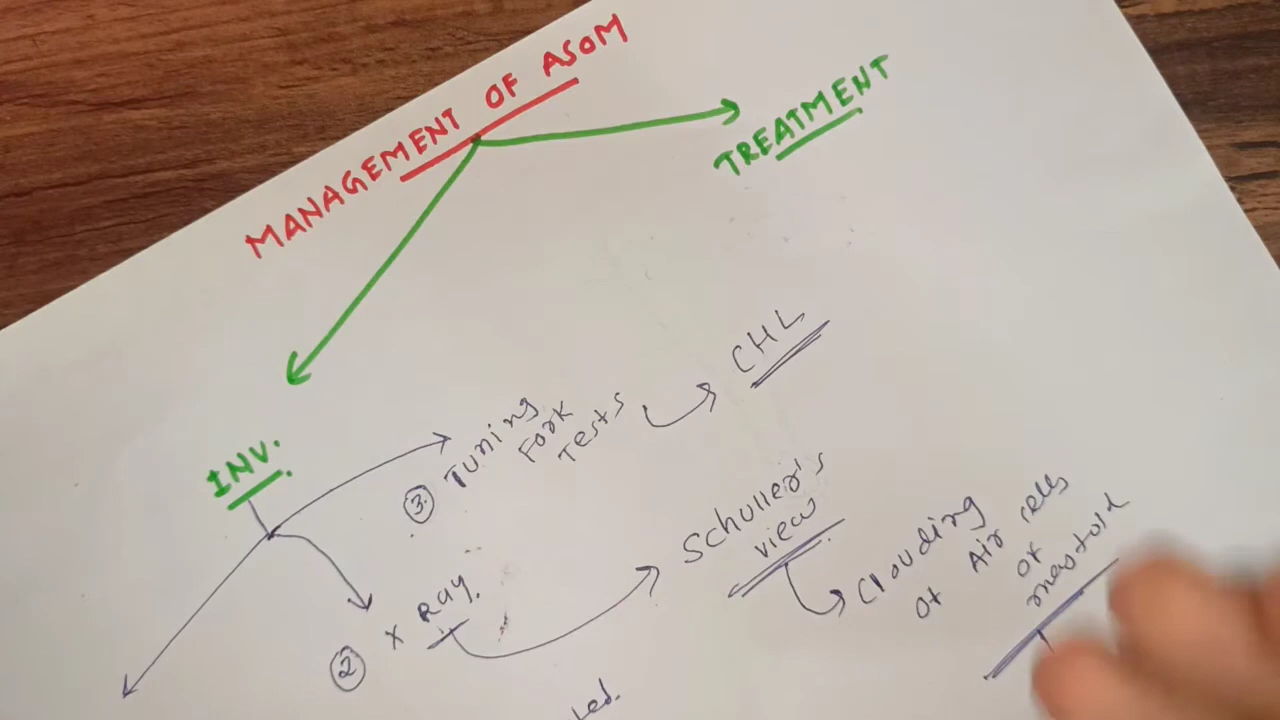 MANAGEMENT OF ASOM
TREATMENT
INV.
③ Tuning
Fork
Tests
CHL
② X Ray.
Schuller's
view
Clouding
of Air cells
of
mastoid